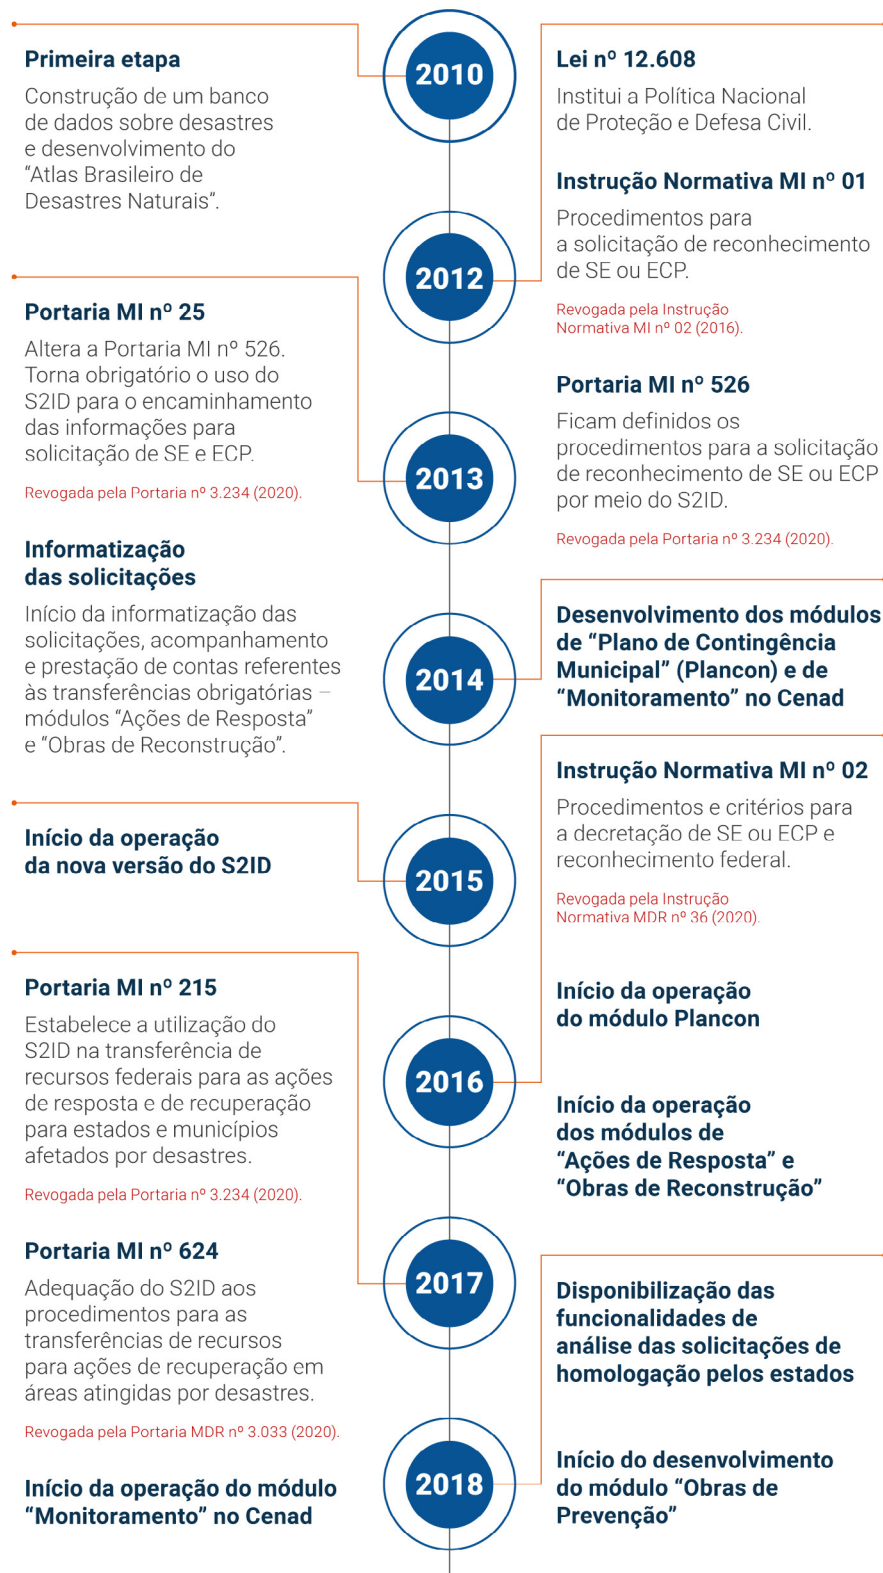 2010
Primeira etapa
Construção de um banco
de dados sobre desastres
e desenvolvimento do
“Atlas Brasileiro de
Desastres Naturais”.
2012
Lei nº 12.608
Institui a Política Nacional
de Proteção e Defesa Civil.
Instrução Normativa MI nº 01
Procedimentos para
a solicitação de reconhecimento
de SE ou ECP.
Revogada pela Instrução
Normativa MI nº 02 (2016).
Portaria MI nº 526
Ficam definidos os
procedimentos para a solicitação
de reconhecimento de SE ou ECP
por meio do S2ID.
Revogada pela Portaria nº 3.234 (2020).
2013
Portaria MI nº 25
Altera a Portaria MI nº 526.
Torna obrigatório o uso do
S2ID para o encaminhamento
das informações para
solicitação de SE e ECP.
Revogada pela Portaria nº 3.234 (2020).
Informatização
das solicitações
Início da informatização das
solicitações, acompanhamento
e prestação de contas referentes
às transferências obrigatórias –
módulos “Ações de Resposta”
e “Obras de Reconstrução”.
2014
Desenvolvimento dos módulos
de “Plano de Contingência
Municipal” (Plancon) e de
“Monitoramento” no Cenad
2015
Início da operação
da nova versão do S2ID
2016
Instrução Normativa MI nº 02
Procedimentos e critérios para
a decretação de SE ou ECP e
reconhecimento federal.
Revogada pela Instrução
Normativa MDR nº 36 (2020).
Início da operação
do módulo Plancon
Início da operação
dos módulos de
“Ações de Resposta” e
“Obras de Reconstrução”
2017
Portaria MI nº 215
Estabelece a utilização do
S2ID na transferência de
recursos federais para as ações
de resposta e de recuperação
para estados e municípios
afetados por desastres.
Revogada pela Portaria nº 3.234 (2020).
Portaria MI nº 624
Adequação do S2ID aos
procedimentos para as
transferências de recursos
para ações de recuperação em
áreas atingidas por desastres.
Revogada pela Portaria MDR nº 3.033 (2020).
Início da operação do módulo
“Monitoramento” no Cenad
2018
Disponibilização das
funcionalidades de
análise das solicitações de
homologação pelos estados
Início do desenvolvimento
do módulo “Obras de
Prevenção”